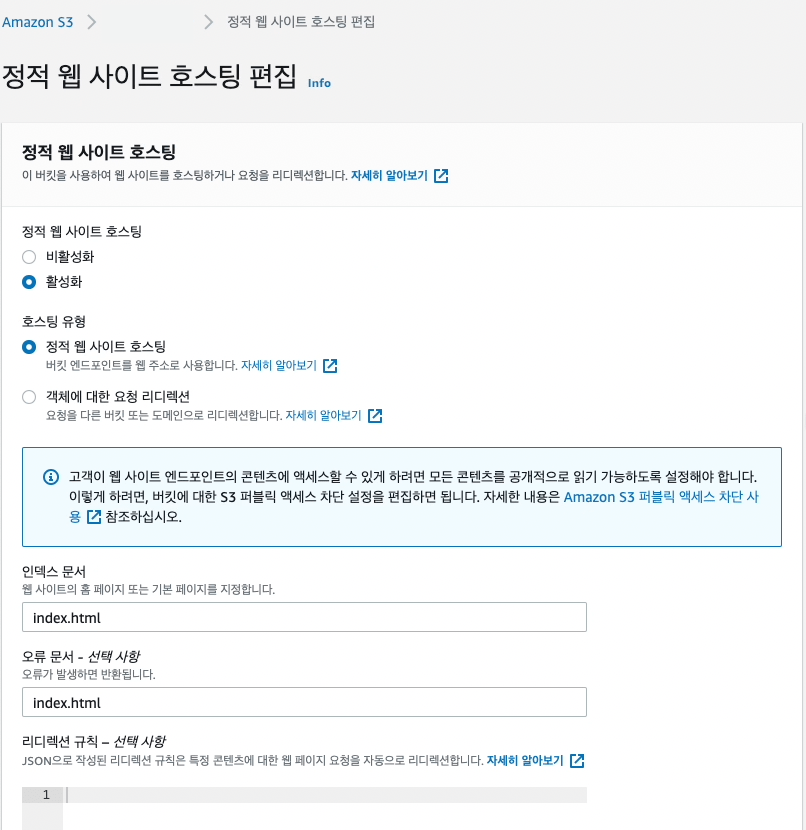 Amazon S3 > > 정적 웹 사이트 호스팅 편집
정적 웹 사이트 호스팅 편집 Info
정적 웹 사이트 호스팅
이 버킷을 사용하여 웹 사이트를 호스팅하거나 요청을 리디렉션합니다. 자세히 알아보기
정적 웹 사이트 호스팅
비활성화
활성화
호스팅 유형
정적 웹 사이트 호스팅
버킷 엔드포인트를 웹 주소로 사용합니다. 자세히 알아보기
객체에 대한 요청 리디렉션
요청을 다른 버킷 또는 도메인으로 리디렉션합니다. 자세히 알아보기
고객이 웹 사이트 엔드포인트의 콘텐츠에 액세스할 수 있게 하려면 모든 콘텐츠를 공개적으로 읽기 가능하도록 설정해야 합니다.
이렇게 하려면, 버킷에 대한 S3 퍼블릭 액세스 차단 설정을 편집하면 됩니다. 자세한 내용은 Amazon S3 퍼블릭 액세스 차단 사
용 참조하십시오.
인덱스 문서
웹 사이트의 홈 페이지 또는 기본 페이지를 지정합니다.
index.html
오류 문서 - 선택 사항
오류가 발생하면 반환됩니다.
index.html
리디렉션 규칙 – 선택 사항
JSON으로 작성된 리디렉션 규칙은 특정 콘텐츠에 대한 웹 페이지 요청을 자동으로 리디렉션합니다. 자세히 알아보기
1